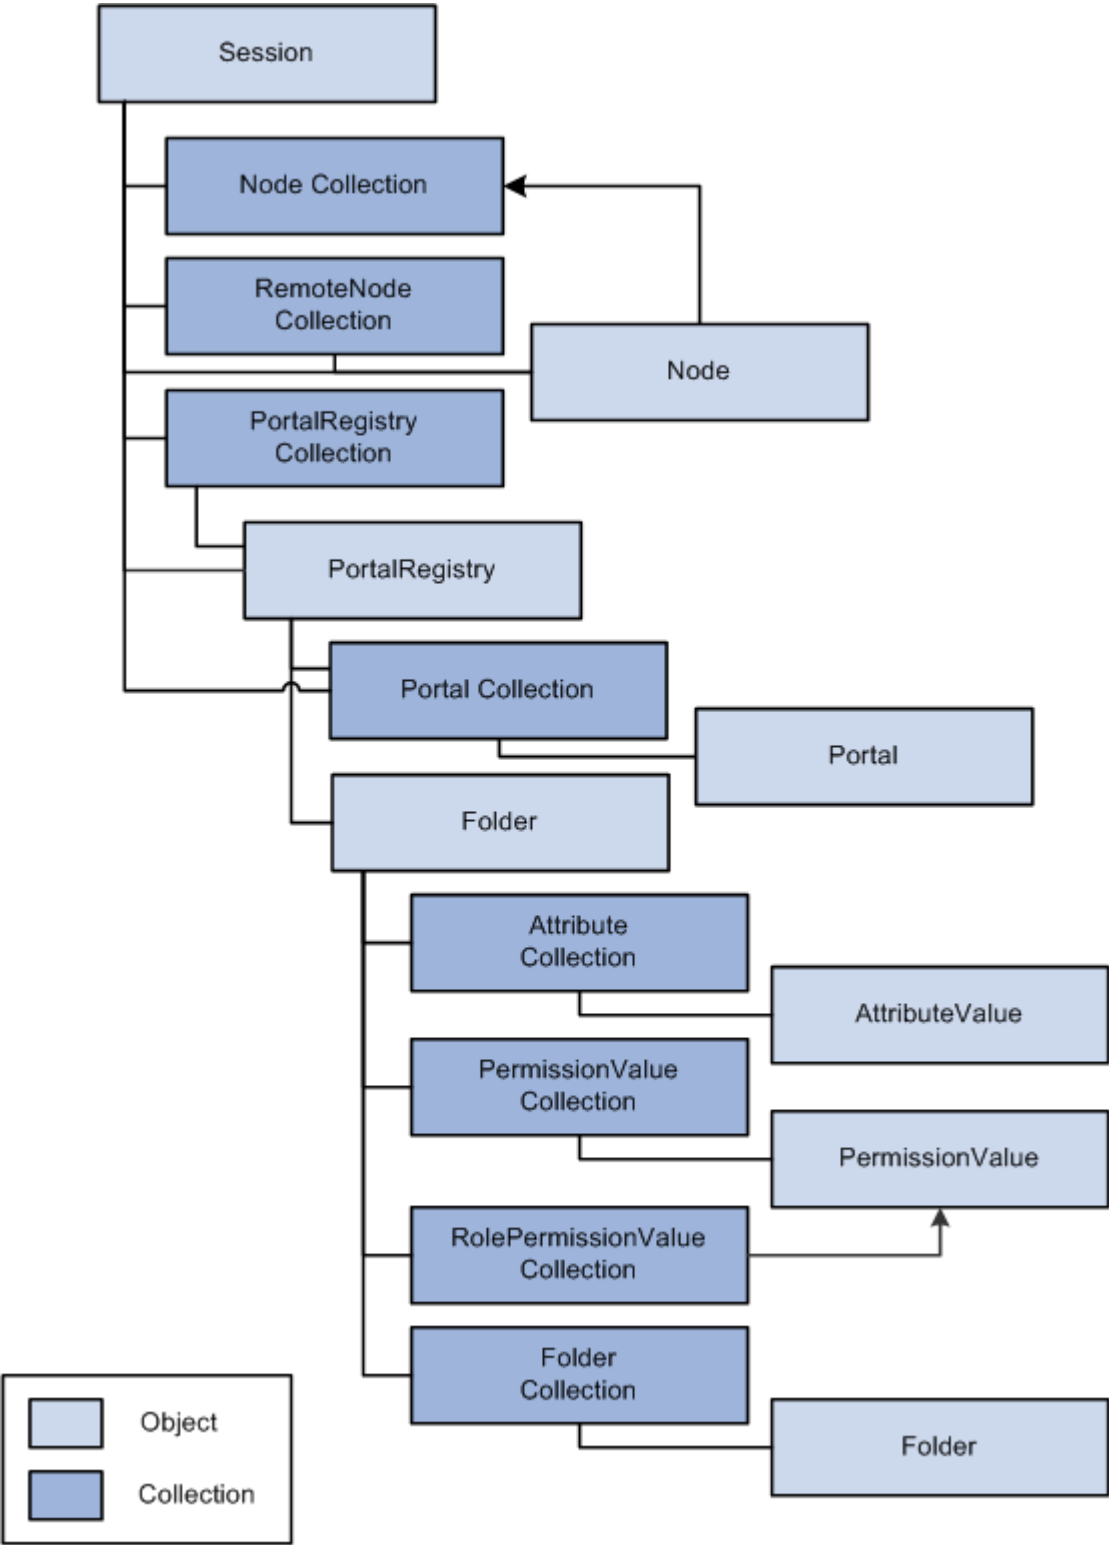 Session
Node Collection
RemoteNode
Collection
Node
PortalRegistry
Collection
PortalRegistry
Portal Collection
Portal
Folder
Attribute
Collection
AttributeValue
PermissionValue
Collection
PermissionValue
RolePermissionValue
Collection
Folder
Collection
Folder
Object
Collection